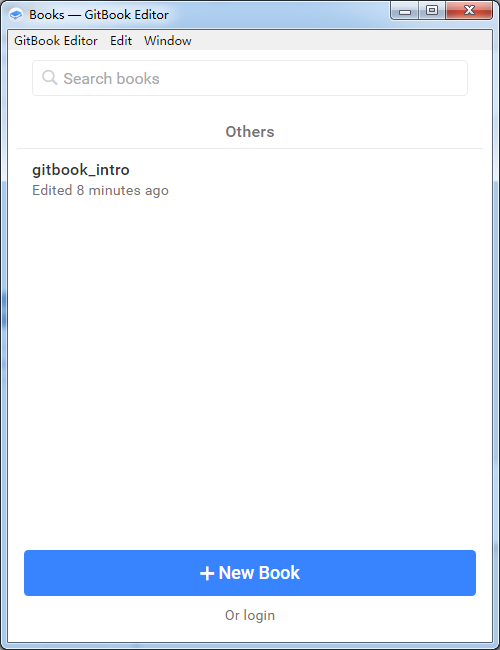 Books — GitBook Editor
GitBook Editor Edit Window
Search books
Others
gitbook_intro
Edited 8 minutes ago
New Book
Or login